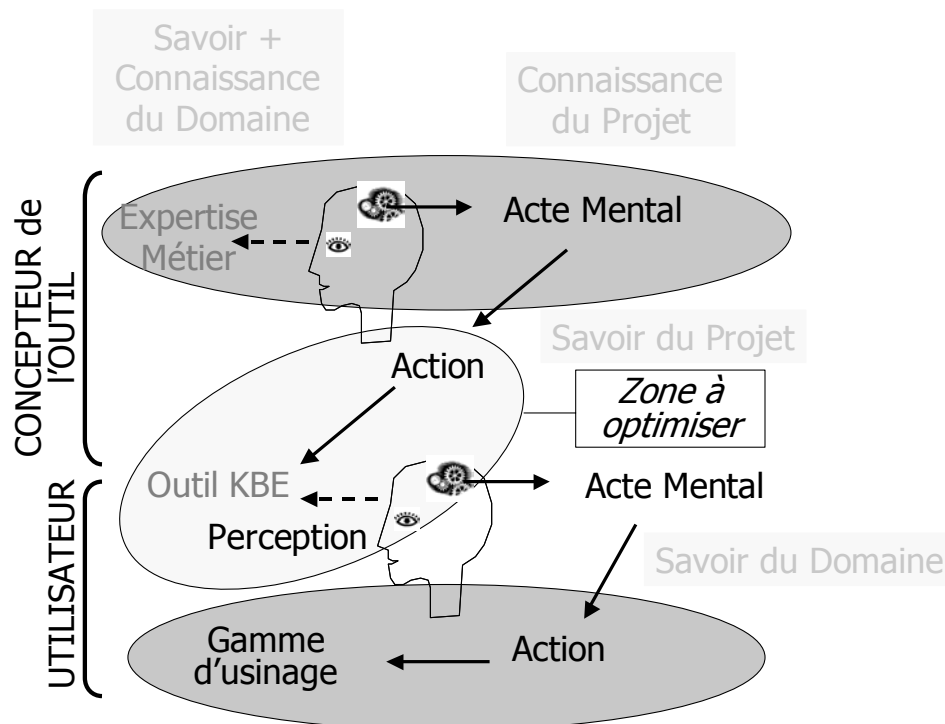 Savoir +
Connaissance
du Domaine
Connaissance
du Projet
CONCEPTEUR de
l'OUTIL
Expertise
Métier
Acte Mental
Savoir du Projet
Action
Zone à
optimiser
Outil KBE
Acte Mental
UTILISATEUR
Perception
Savoir du Domaine
Gamme
d'usinage
Action